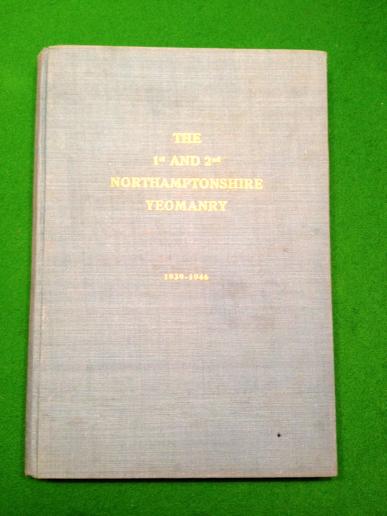 THE
1st AND 2nd
NORTHAMPTONSHIRE
YEOMANRY
1939-1946